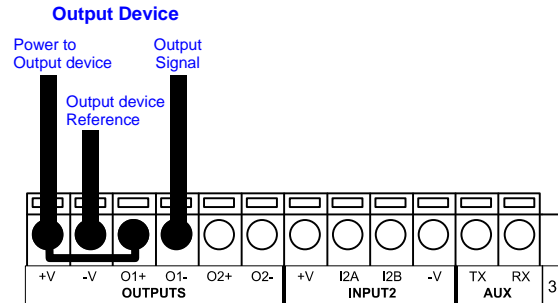 Output Device
Power to
Output device
Output
Signal
Output device
Reference
+V -V O1+ O1- O2+ O2- +V I2A I2B -V TX RX
OUTPUTS INPUT2 AUX 3